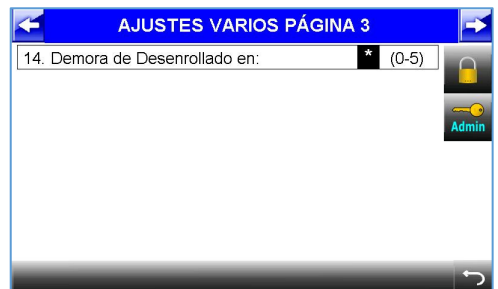 AJUSTES VARIOS PÁGINA 3
14. Demora de Desenrollado en: * (0-5)
Admin